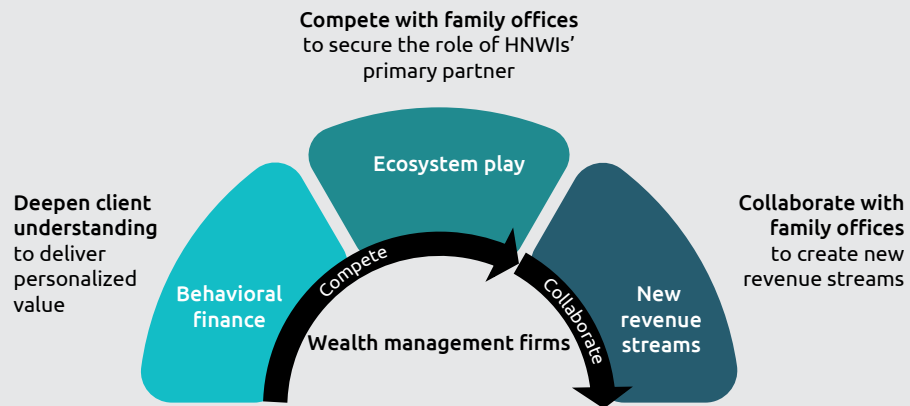 Compete with family offices
to secure the role of HNWIs’
primary partner
Ecosystem play
Deepen client
understanding
to deliver
personalized
value
Behavioral
finance
Compete
Wealth management firms
Collaborate
New
revenue
streams
Collaborate with
family offices
to create new
revenue streams